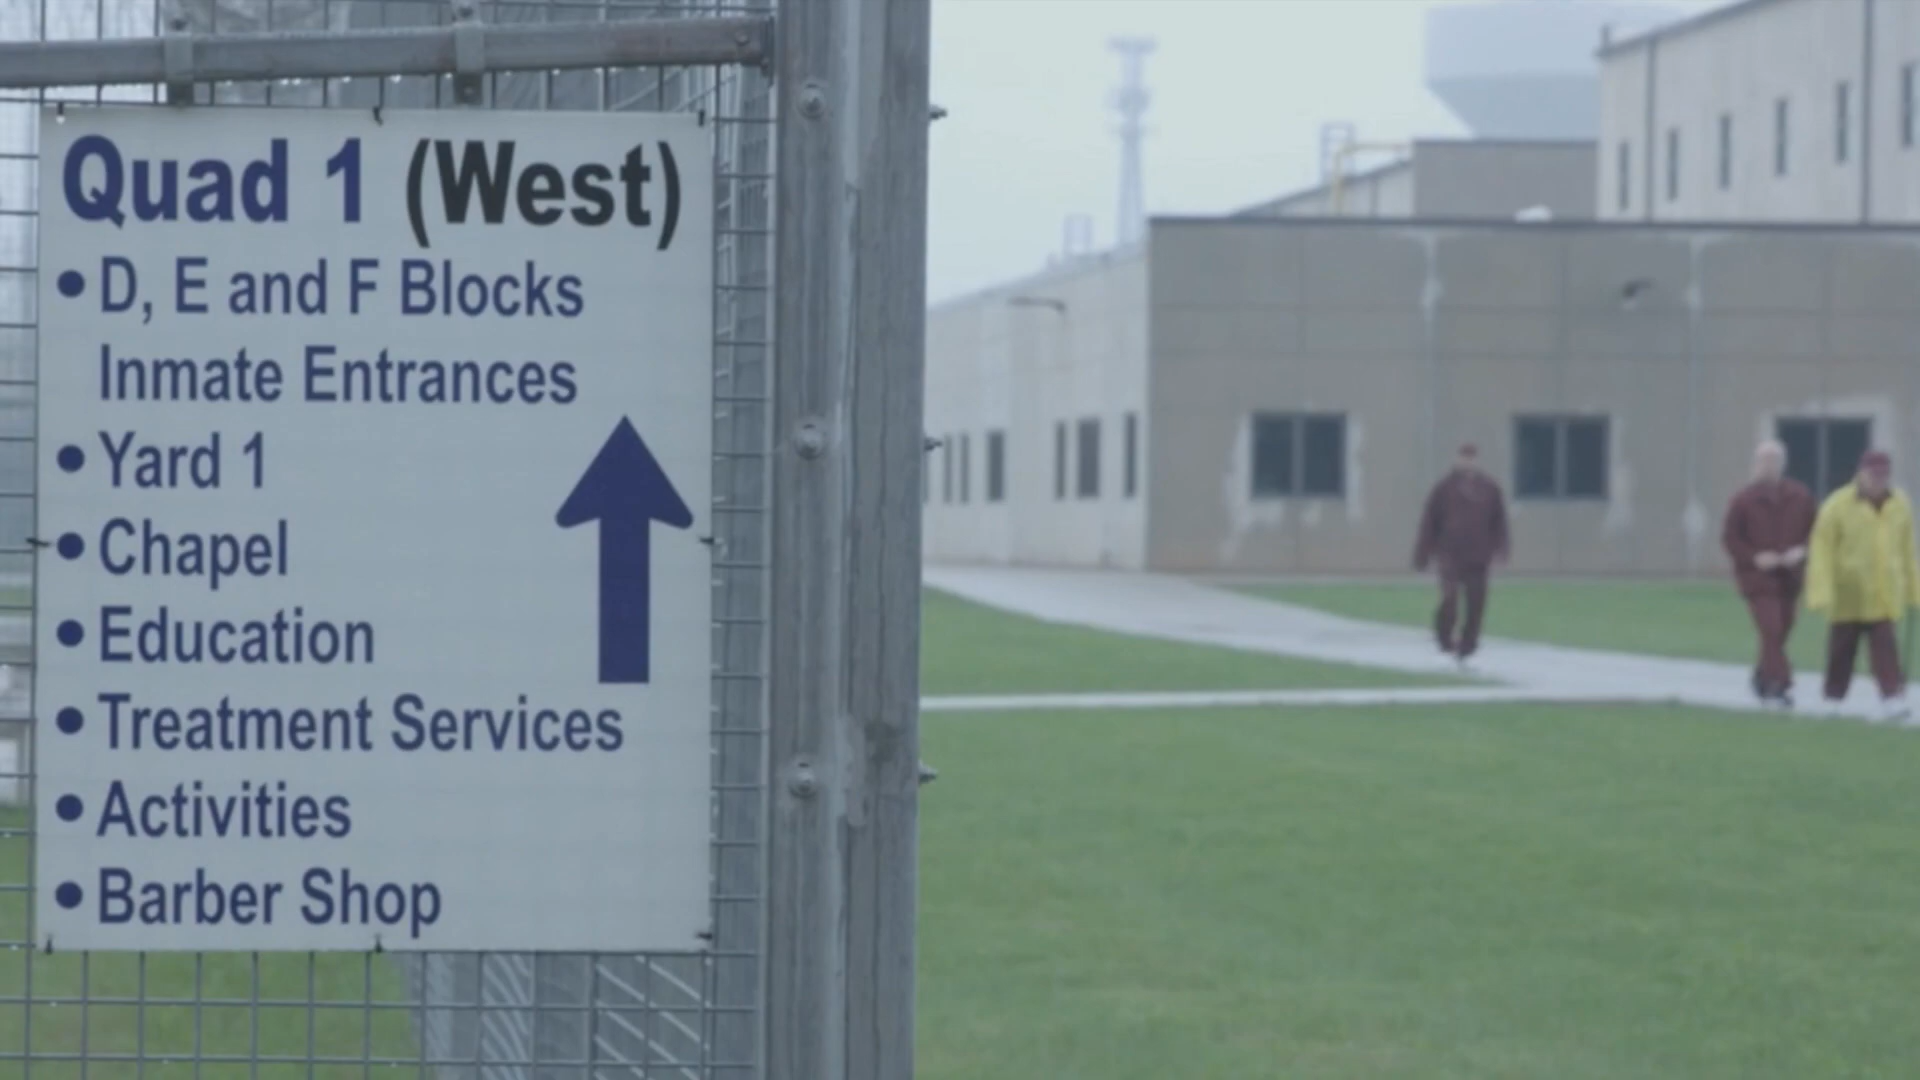 Quad 1 (West)
• D, E and F Blocks
Inmate Entrances
• Yard 1
• Chapel
• Education
• Treatment Services
• Activities
• Barber Shop